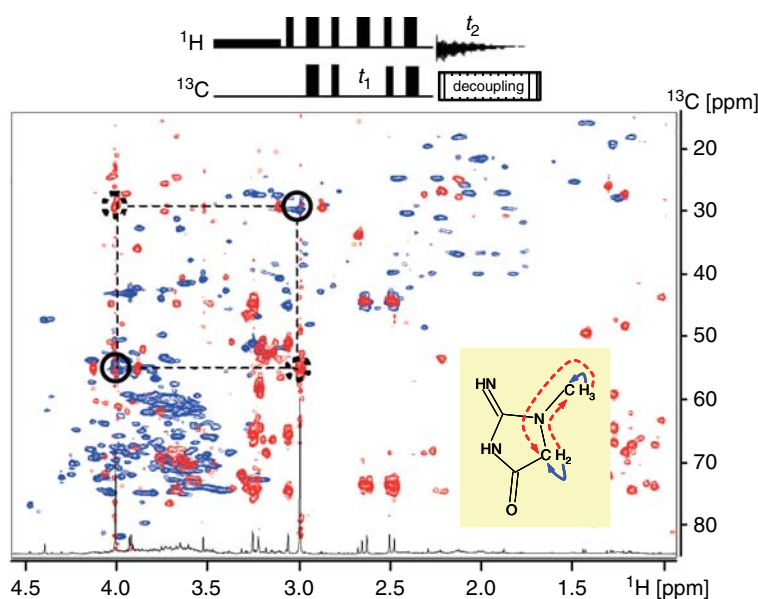 ¹H
t₂
¹³C
t₁
decoupling
¹³C [ppm]
20
30
40
50
60
70
80
HN
CH₃
N
HN
CH₂
O
4.5 4.0 3.5 3.0 2.5 2.0 1.5 ¹H [ppm]